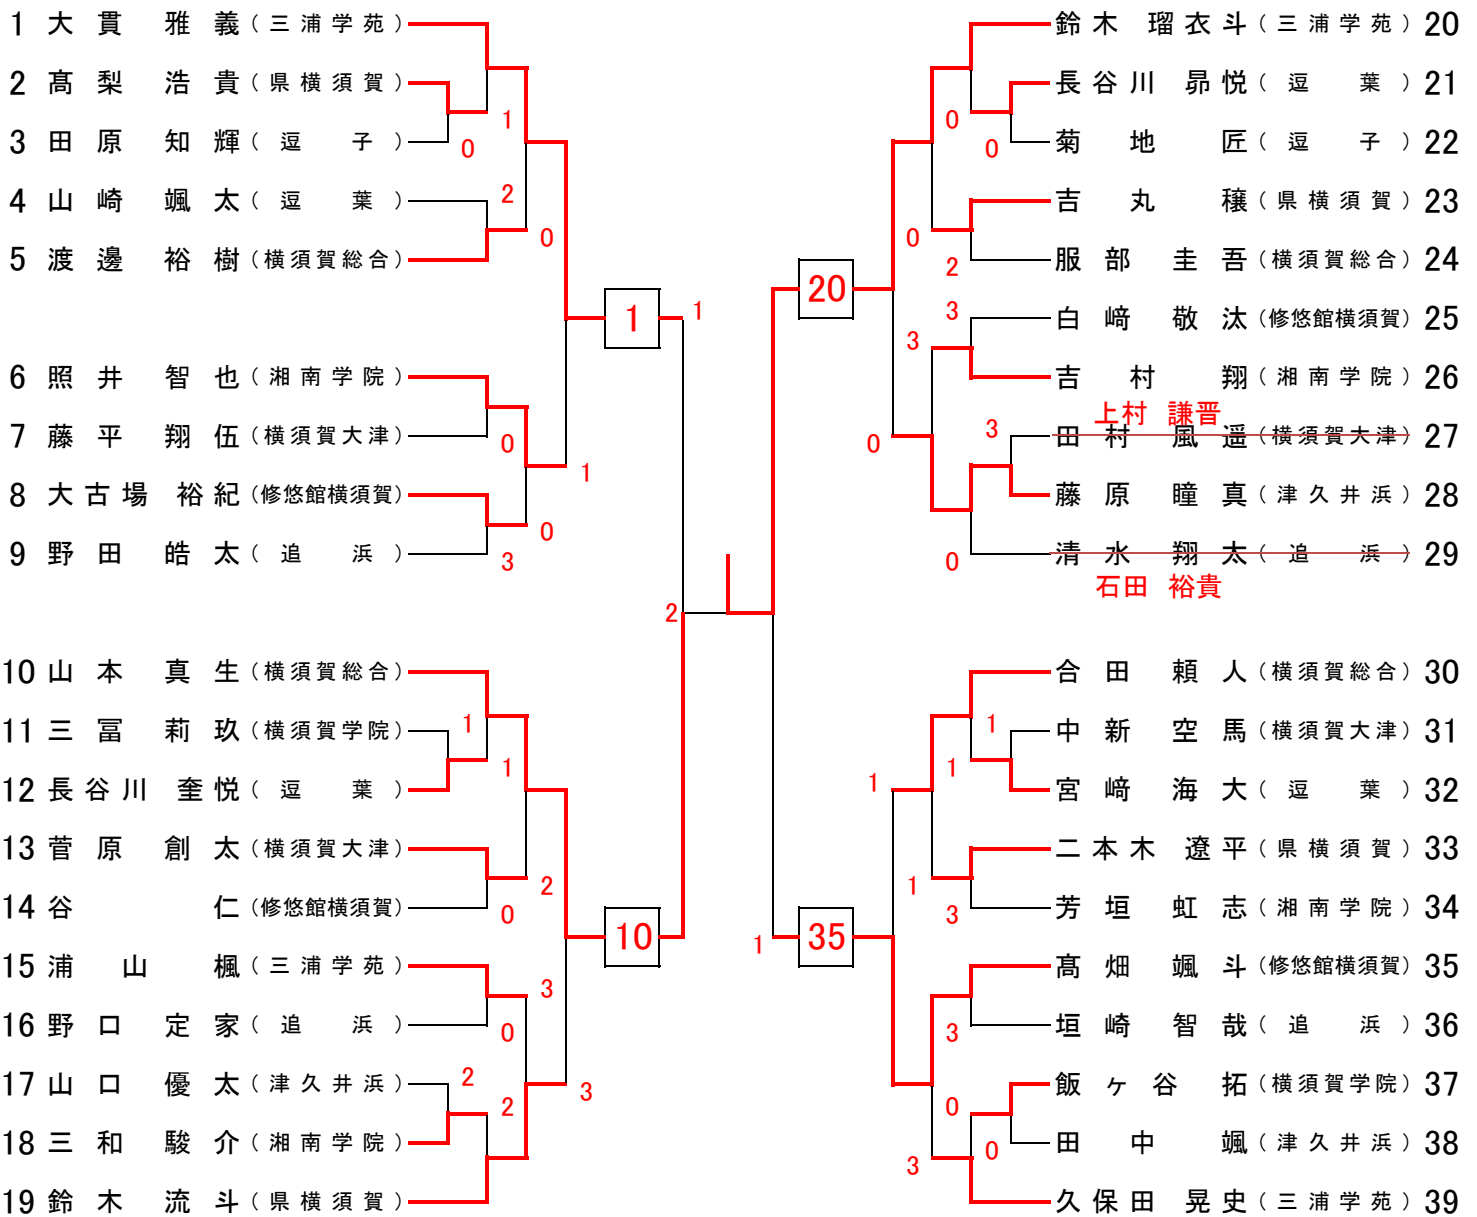 1 大貫 雅義 (三浦学苑)
2 髙梨 浩貴 (県横須賀)
3 田原 知輝 (逗子)
4 山崎 颯太 (逗葉)
5 渡邊 裕樹 (横須賀総合)
6 照井 智也 (湘南学院)
7 藤平 翔伍 (横須賀大津)
8 大古場 裕紀 (修悠館横須賀)
9 野田 皓太 (追浜)
10 山本 真生 (横須賀総合)
11 三冨 莉玖 (横須賀学院)
12 長谷川 奎悦 (逗葉)
13 菅原 創太 (横須賀大津)
14 谷 仁 (修悠館横須賀)
15 浦山 楓 (三浦学苑)
16 野口 定家 (追浜)
17 山口 優太 (津久井浜)
18 三和 駿介 (湘南学院)
19 鈴木 流斗 (県横須賀)
1
0
2
0
0
1
0
3
1
1
2
0
3
0
2
2
3
1
1
10
2
20
35
1
鈴木 瑠衣斗 (三浦学苑) 20
長谷川 昴悦 (逗葉) 21
菊地 匠 (逗子) 22
吉丸 穣 (県横須賀) 23
服部 圭吾 (横須賀総合) 24
白﨑 敬汰 (修悠館横須賀) 25
吉村 翔 (湘南学院) 26
上村 謙晋
田村 風遥 (横須賀大津) 27
藤原 瞳真 (津久井浜) 28
清水 翔太 (追浜) 29
石田 裕貴
合田 頼人 (横須賀総合) 30
中新 空馬 (横須賀大津) 31
宮﨑 海大 (逗葉) 32
二本木 遼平 (県横須賀) 33
芳垣 虹志 (湘南学院) 34
髙畑 颯斗 (修悠館横須賀) 35
垣崎 智哉 (追浜) 36
飯ヶ谷 拓 (横須賀学院) 37
田中 颯 (津久井浜) 38
久保田 晃史 (三浦学苑) 39
0
0
0
2
3
3
3
0
0
1
1
1
1
3
3
0
0
3